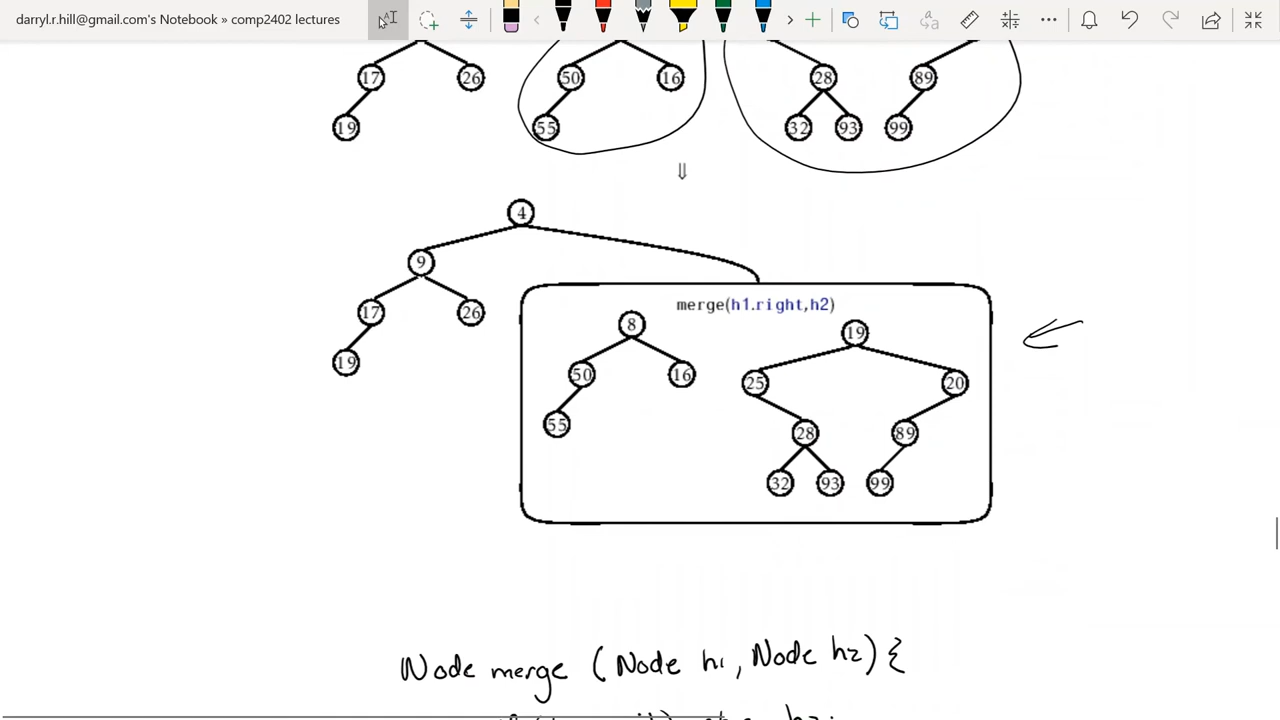 darryl.r.hill@gmail.com's Notebook » comp2402 lectures
17 26 50 16 28 89
19 55 32 93 99
⇓
4
9
merge(h1.right,h2)
17 26 8 19
19 50 16 25 20
55 28 89
32 93 99
Node merge (Node h1, Node h2) {
h2;